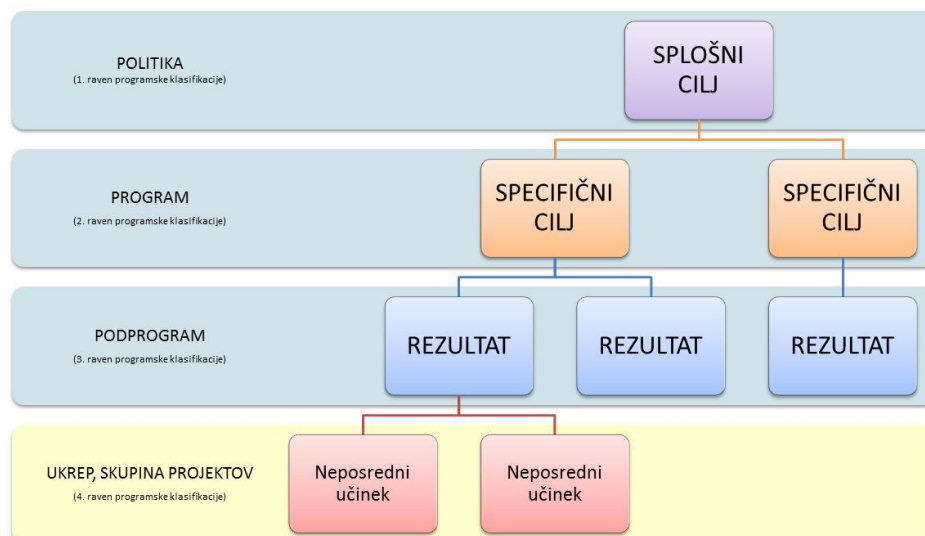 POLITIKA
(1. raven programske klasifikacije)
SPLOŠNI
CILJ
PROGRAM
(2. raven programske klasifikacije)
SPECIFIČNI
CILJ
SPECIFIČNI
CILJ
PODPROGRAM
(3. raven programske klasifikacije)
REZULTAT
REZULTAT
REZULTAT
UKREP, SKUPINA PROJEKTOV
(4. raven programske klasifikacije)
Neposredni
učinek
Neposredni
učinek